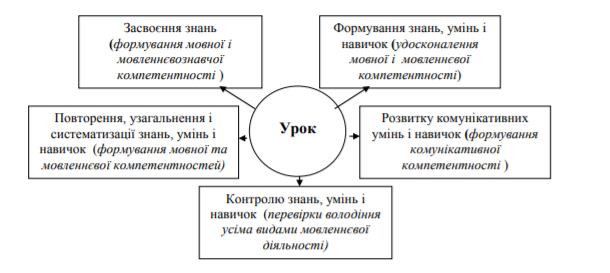 Засвоєння знань
(формування мовної і
мовленнєвознавчої
компетентності )
Формування знань, умінь і
навичок (удосконалення
мовної і мовленнєвої
компетентності)
Повторення, узагальнення і
систематизації знань, умінь і
навичок (формування мовної та
мовленнєвої компетентностей)
Урок
Розвитку комунікативних
умінь і навичок (формування
комунікативної
компетентності )
Контролю знань, умінь і
навичок (перевірки володіння
усіма видами мовленнєвої
діяльності)